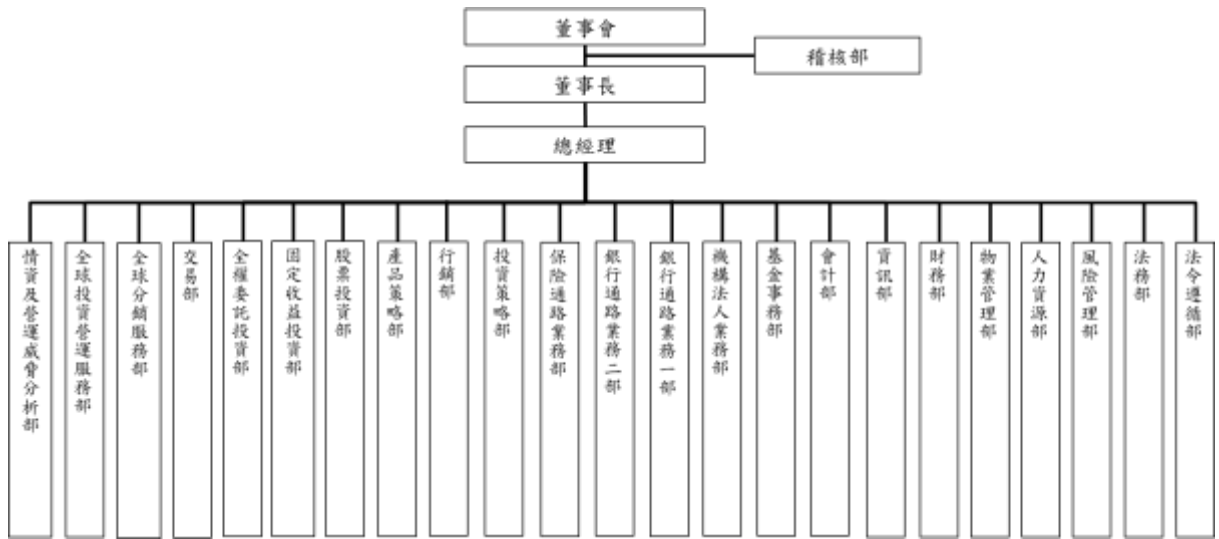 董事會
稽核部
董事長
總經理
情資及營運威脅分析部
全球投資營運服務部
全球分銷服務部
交易部
全權委託投資部
固定收益投資部
股票投資部
產品策略部
行銷部
投資策略部
保險通路業務部
銀行通路業務二部
銀行通路業務一部
機構法人業務部
基金事務部
會計部
資訊部
財務部
物業管理部
人力資源部
風險管理部
法務部
法令遵循部